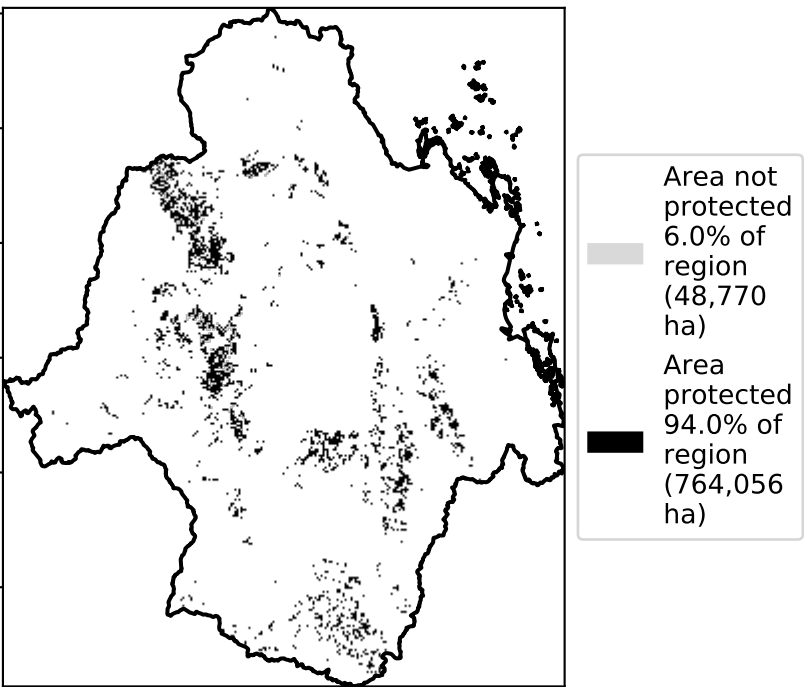 Area not
protected
6.0% of
region
(48,770
ha)
Area
protected
94.0% of
region
(764,056
ha)